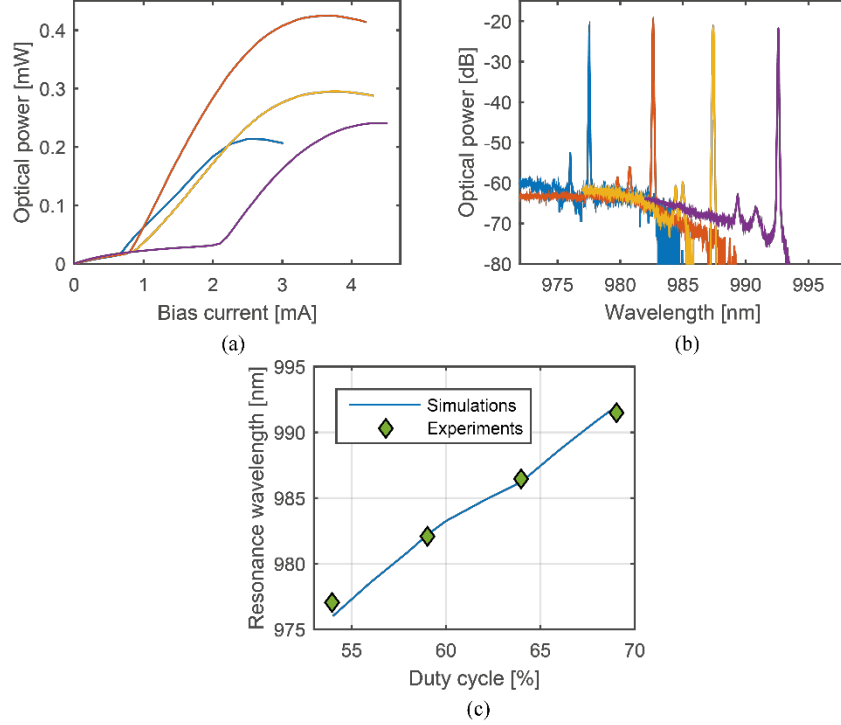 Optical power [mW]
0.4
0.3
0.2
0.1
0
0
1
2
3
4
Bias current [mA]
(a)
Optical power [dB]
-20
-30
-40
-50
-60
-70
-80
975
980
985
990
995
Wavelength [nm]
(b)
Resonance wavelength [nm]
995
990
985
980
975
Simulations
Experiments
55
60
65
70
Duty cycle [%]
(c)